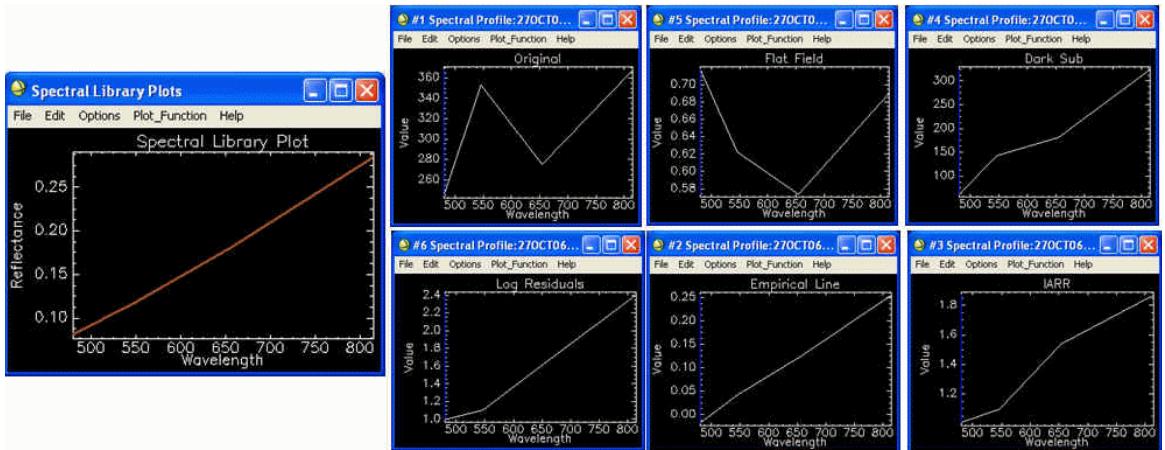 Spectral Library Plots
File Edit Options Plot_Function Help
Spectral Library Plot
0.25
0.20
0.15
0.10
Reflectance
500 550 600 650 700 750 800
Wavelength
#1 Spectral Profile:27OCT0...
File Edit Options Plot_Function Help
Original
360
340
320
300
280
260
Value
500 550 600 650 700 750 800
Wavelength
#5 Spectral Profile:27OCT0...
File Edit Options Plot_Function Help
Flat Field
0.70
0.68
0.66
0.64
0.62
0.60
0.58
Value
500 550 600 650 700 750 800
Wavelength
#4 Spectral Profile:27OCT0...
File Edit Options Plot_Function Help
Dark Sub
300
250
200
150
100
Value
500 550 600 650 700 750 800
Wavelength
#6 Spectral Profile:27OCT06...
File Edit Options Plot_Function Help
Log Residuals
2.4
2.2
2.0
1.8
1.6
1.4
1.2
1.0
Value
500 550 600 650 700 750 800
Wavelength
#2 Spectral Profile:27OCT06...
File Edit Options Plot_Function Help
Empirical Line
0.25
0.20
0.15
0.10
0.05
0.00
Value
500 550 600 650 700 750 800
Wavelength
#3 Spectral Profile:27OCT06...
File Edit Options Plot_Function Help
IARR
1.8
1.6
1.4
1.2
Value
500 550 600 650 700 750 800
Wavelength